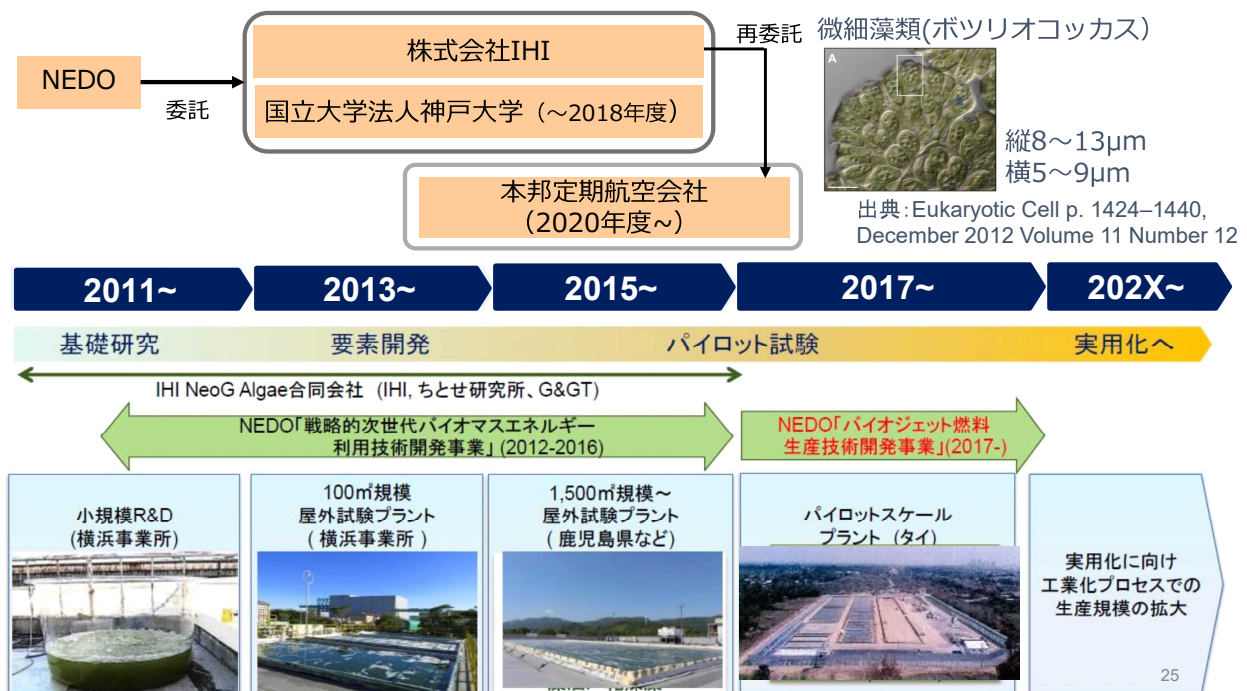 NEDO
委託
株式会社IHI
国立大学法人神戸大学（～2018年度）
再委託
本邦定期航空会社
（2020年度~）
微細藻類(ボツリオコッカス）
A
縦8～13μm
横5～9μm
出典：Eukaryotic Cell p. 1424–1440,
December 2012 Volume 11 Number 12
2011~
2013~
2015~
2017~
202X~
基礎研究
要素開発
パイロット試験
実用化へ
IHI NeoG Algae合同会社 (IHI, ちとせ研究所、G&GT)
NEDO「戦略的次世代バイオマスエネルギー
利用技術開発事業」(2012-2016)
NEDO「バイオジェット燃料
生産技術開発事業」(2017-)
小規模R&D
(横浜事業所)
100㎡規模
屋外試験プラント
( 横浜事業所 )
1,500㎡規模～
屋外試験プラント
( 鹿児島県など)
パイロットスケール
プラント（タイ）
実用化に向け
工業化プロセスでの
生産規模の拡大
25